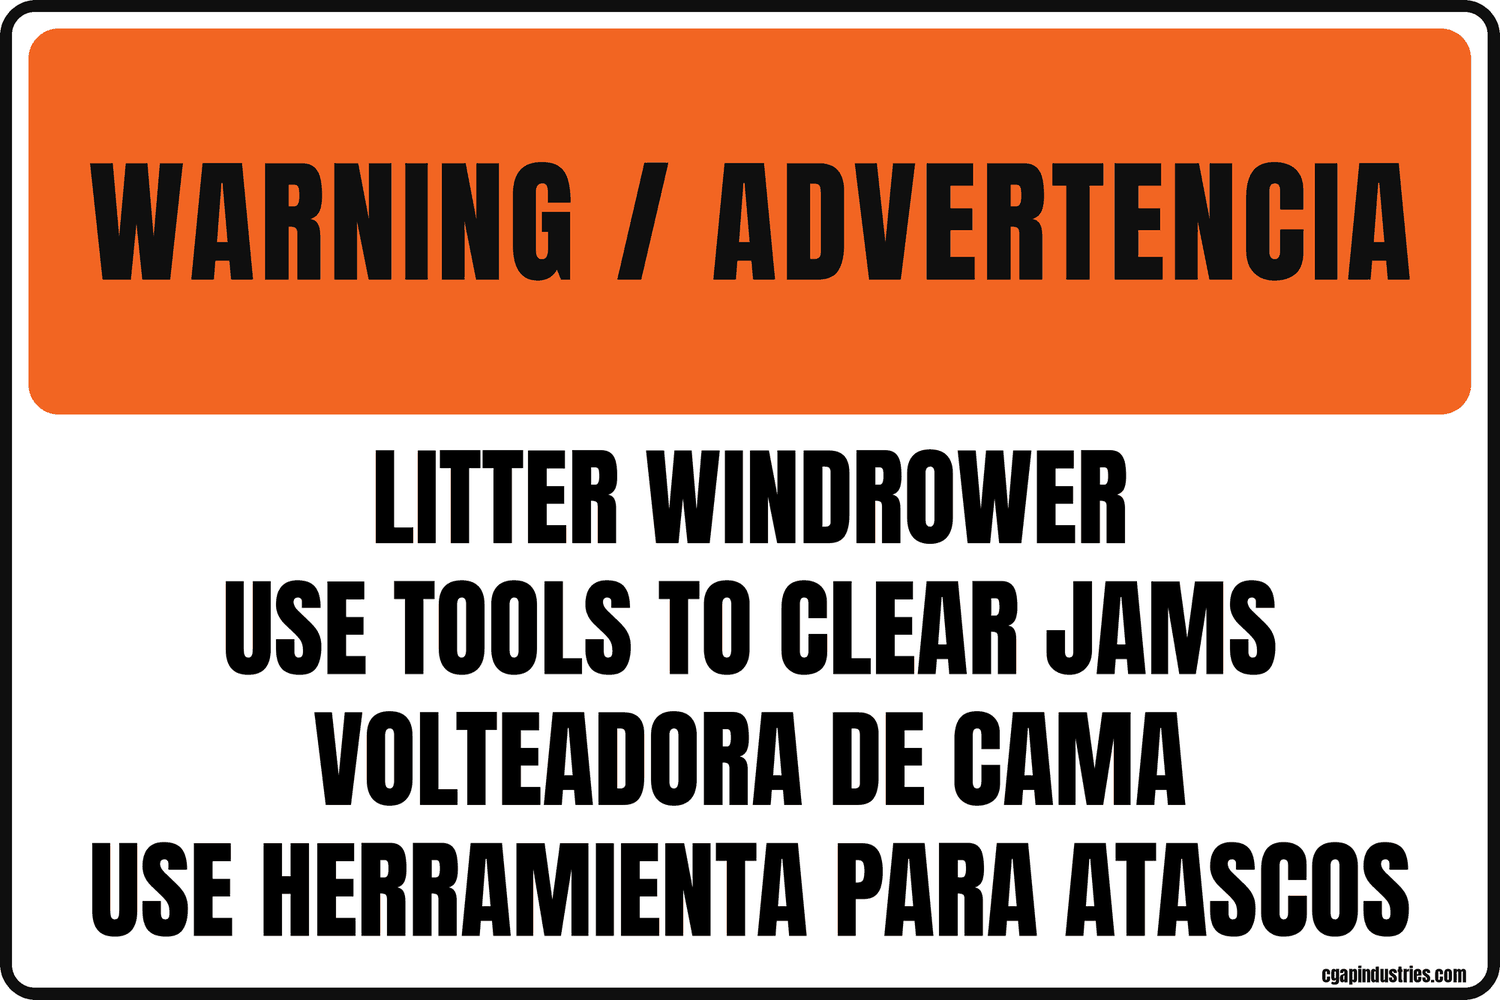 WARNING / ADVERTENCIA
LITTER WINDROWER
USE TOOLS TO CLEAR JAMS
VOLTEADORA DE CAMA
USE HERRAMIENTA PARA ATASCOS
cgapindustries.com